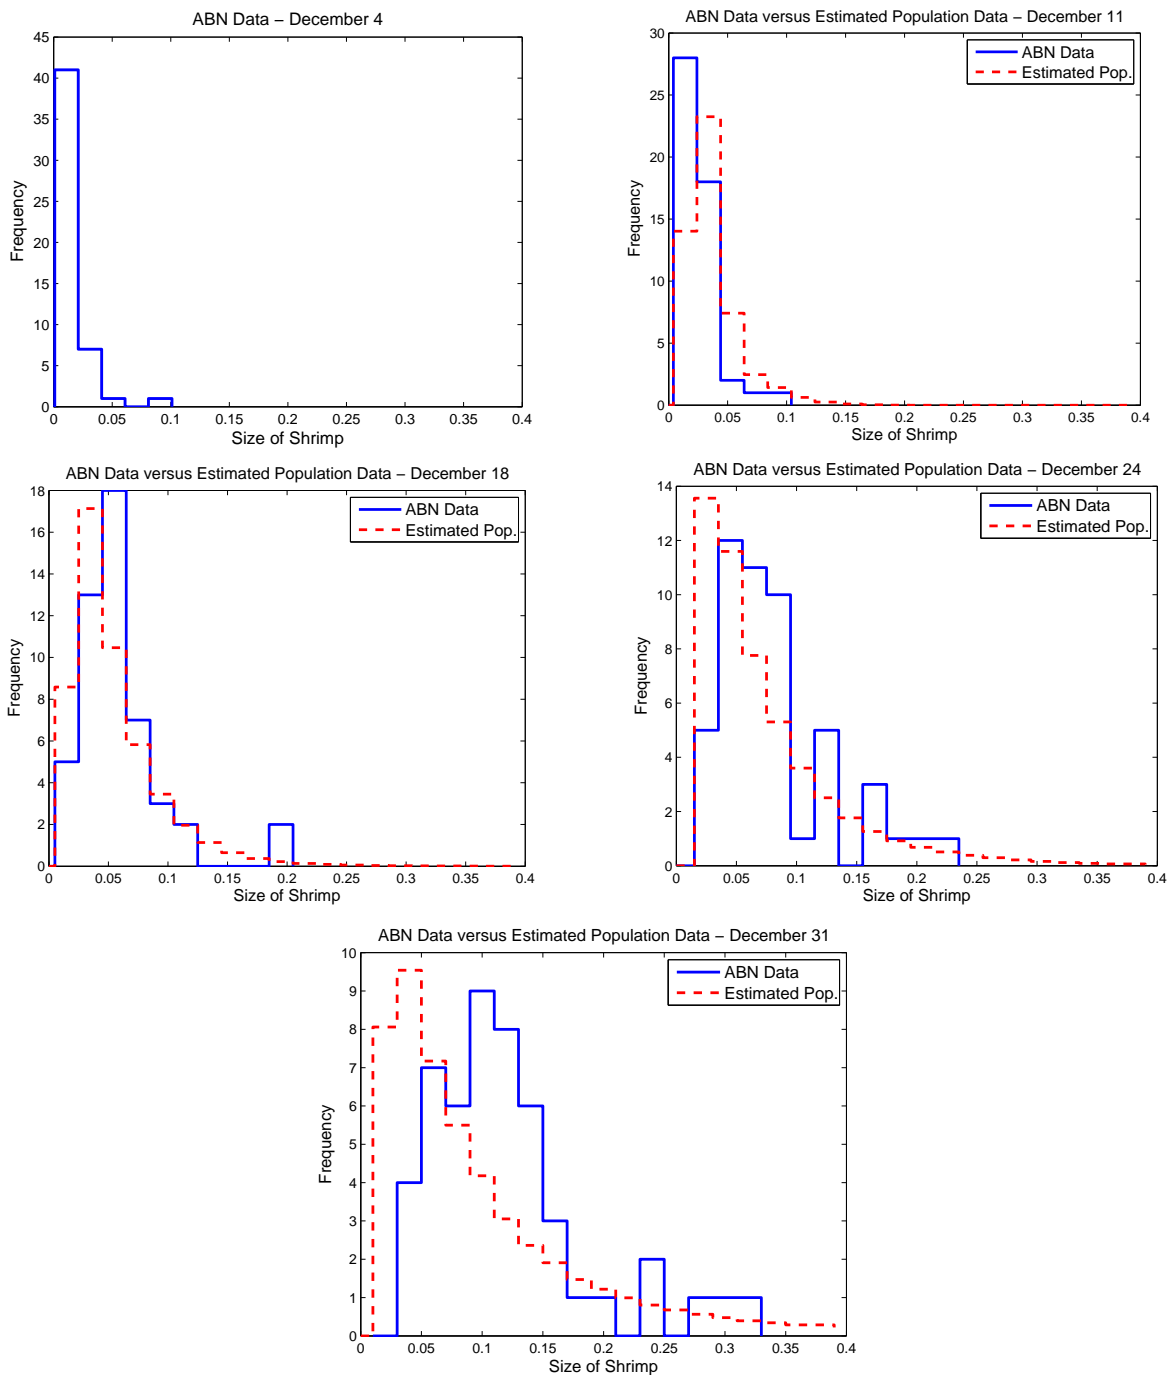 ABN Data – December 4
45
40
35
30
25
20
15
10
5
0
Frequency
0 0.05 0.1 0.15 0.2 0.25 0.3 0.35 0.4
Size of Shrimp
ABN Data versus Estimated Population Data – December 11
30
25
20
15
10
5
0
Frequency
ABN Data
Estimated Pop.
0 0.05 0.1 0.15 0.2 0.25 0.3 0.35 0.4
Size of Shrimp
ABN Data versus Estimated Population Data – December 18
18
16
14
12
10
8
6
4
2
0
Frequency
ABN Data
Estimated Pop.
0 0.05 0.1 0.15 0.2 0.25 0.3 0.35 0.4
Size of Shrimp
ABN Data versus Estimated Population Data – December 24
14
12
10
8
6
4
2
0
Frequency
ABN Data
Estimated Pop.
0 0.05 0.1 0.15 0.2 0.25 0.3 0.35 0.4
Size of Shrimp
ABN Data versus Estimated Population Data – December 31
10
9
8
7
6
5
4
3
2
1
0
Frequency
ABN Data
Estimated Pop.
0 0.05 0.1 0.15 0.2 0.25 0.3 0.35 0.4
Size of Shrimp